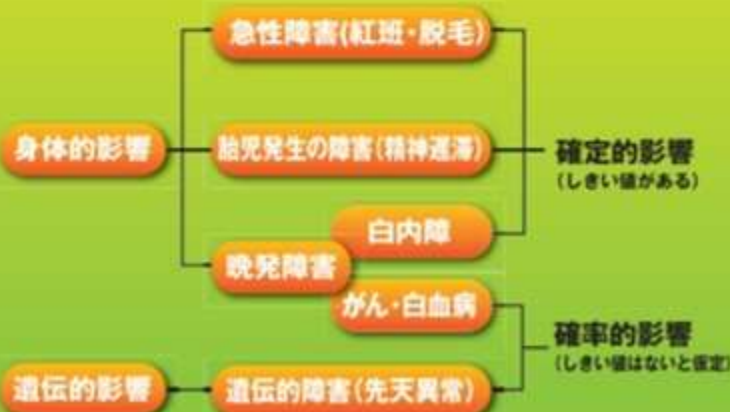 急性障害(紅班・脱毛)
身体的影響
胎児発生の障害(精神遅滞)
確定的影響
(しきい値がある)
白内障
晩発障害
がん・白血病
確率的影響
(しきい値はないと仮定)
遺伝的影響
遺伝的障害(先天異常)